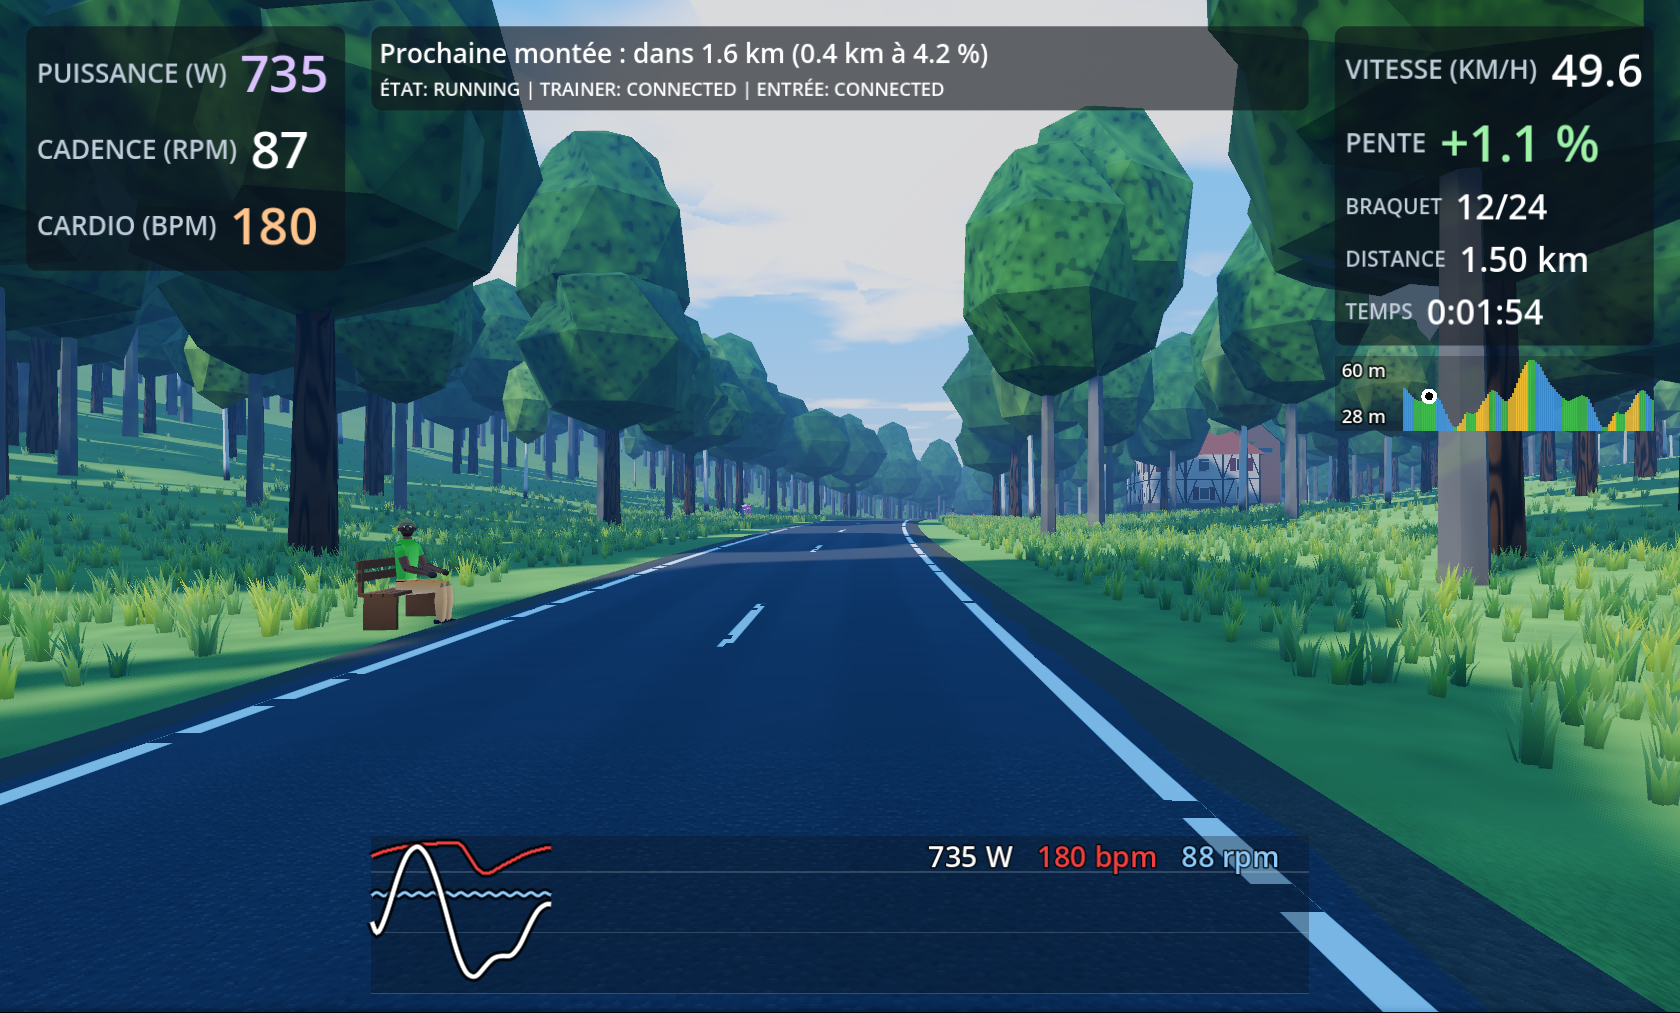 PUISSANCE (W) 735
CADENCE (RPM) 87
CARDIO (BPM) 180
Prochaine montée : dans 1.6 km (0.4 km à 4.2 %)
ÉTAT: RUNNING | TRAINER: CONNECTED | ENTRÉE: CONNECTED
VITESSE (KM/H) 49.6
PENTE +1.1 %
BRAQUET 12/24
DISTANCE 1.50 km
TEMPS 0:01:54
60 m
28 m
735 W 180 bpm 88 rpm